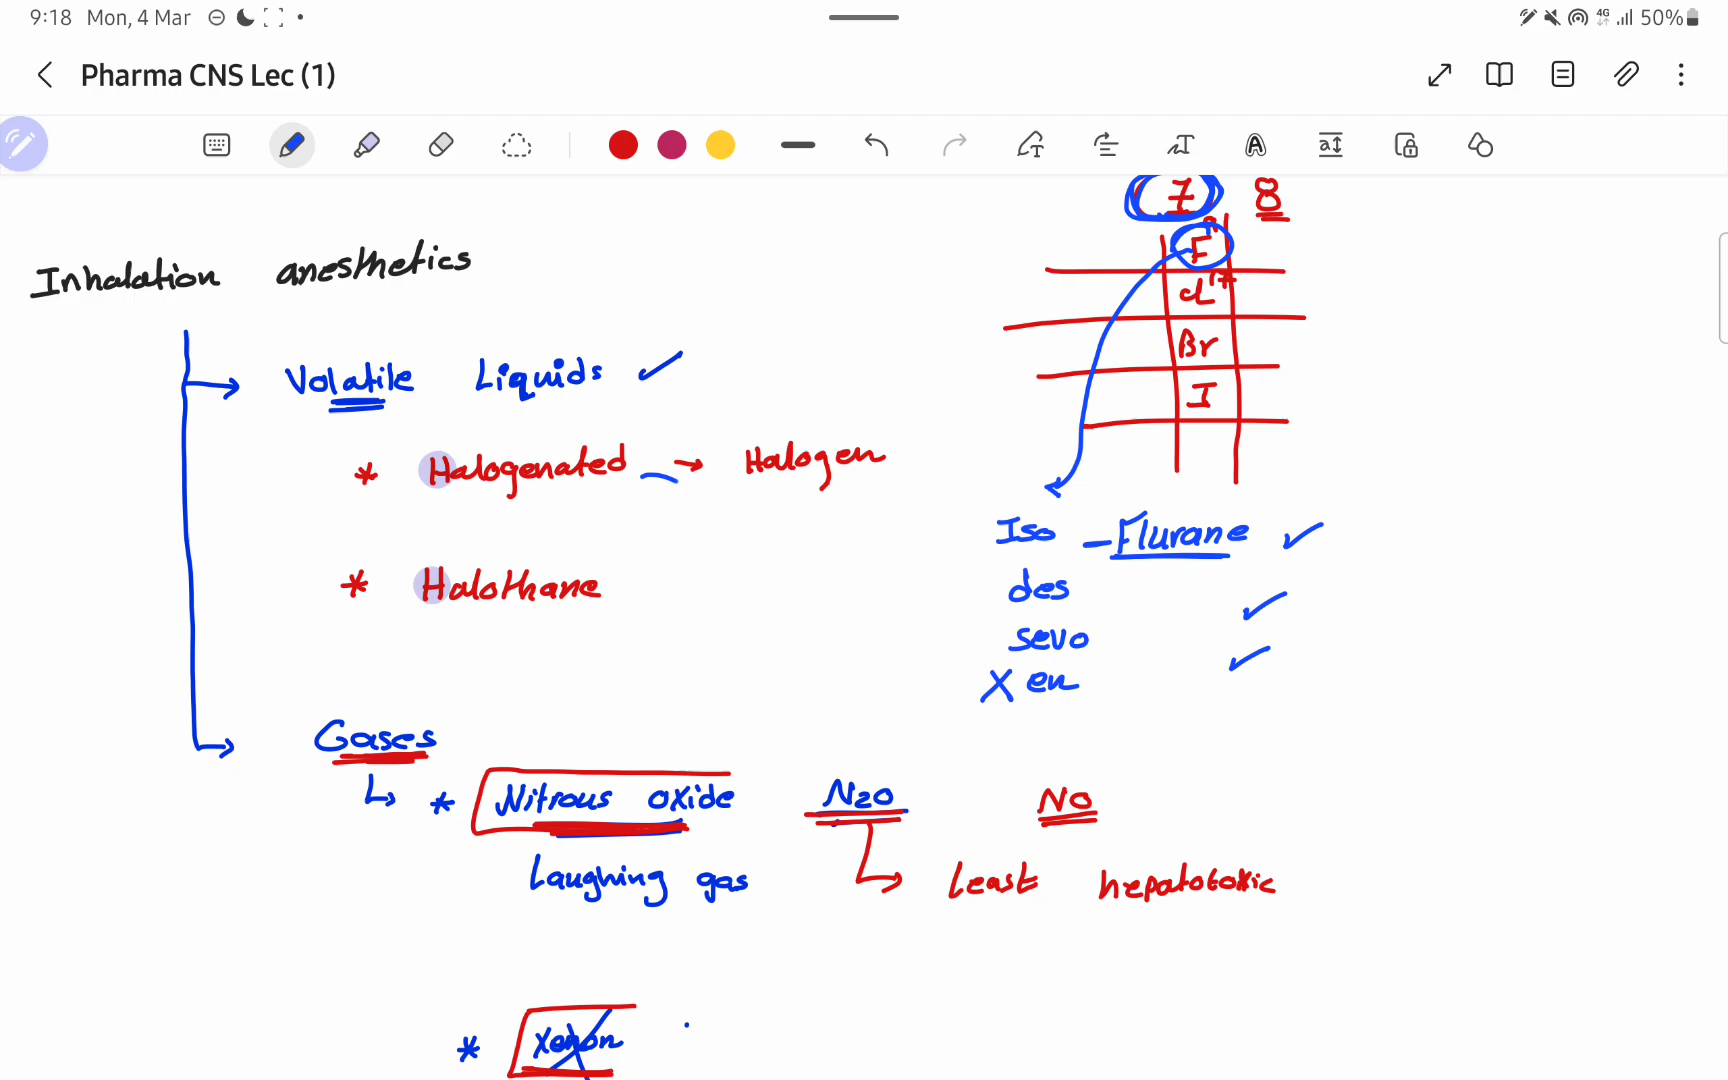 9:18 Mon, 4 Mar
4G 50%
Pharma CNS Lec (1)
7 8
F
Inhalation anesthetics
cl
Br
Volatile Liquids
I
* Halogenated → Halogen
Iso - Flurane
* Halothane
des
sevo
X en
Gases
* Nitrous oxide N2O NO
Laughing gas
Least hepatotoxic
* Xenon